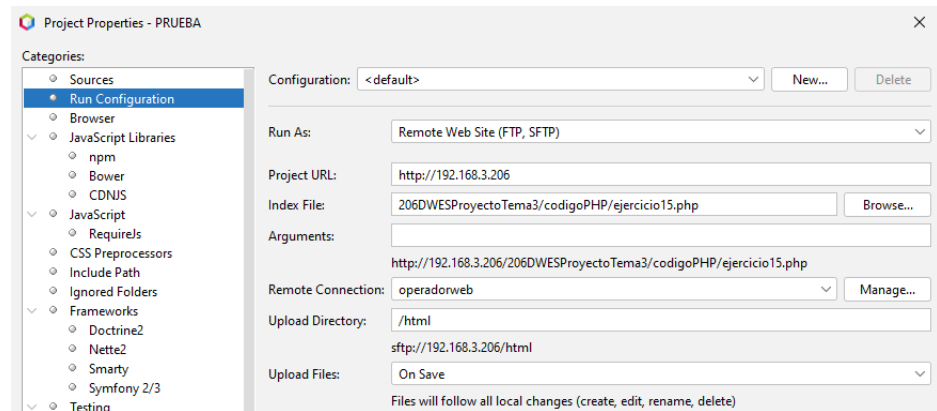 Project Properties - PRUEBA
Categories:
Sources
Run Configuration
Browser
JavaScript Libraries
npm
Bower
CDNJS
JavaScript
RequireJs
CSS Preprocessors
Include Path
Ignored Folders
Frameworks
Doctrine2
Nette2
Smarty
Symfony 2/3
Testing
Configuration: <default> New... Delete
Run As: Remote Web Site (FTP, SFTP)
Project URL: http://192.168.3.206
Index File: 206DWESProyectoTema3/codigoPHP/ejercicio15.php Browse...
Arguments:
http://192.168.3.206/206DWESProyectoTema3/codigoPHP/ejercicio15.php
Remote Connection: operadorweb Manage...
Upload Directory: /html
sftp://192.168.3.206/html
Upload Files: On Save
Files will follow all local changes (create, edit, rename, delete)